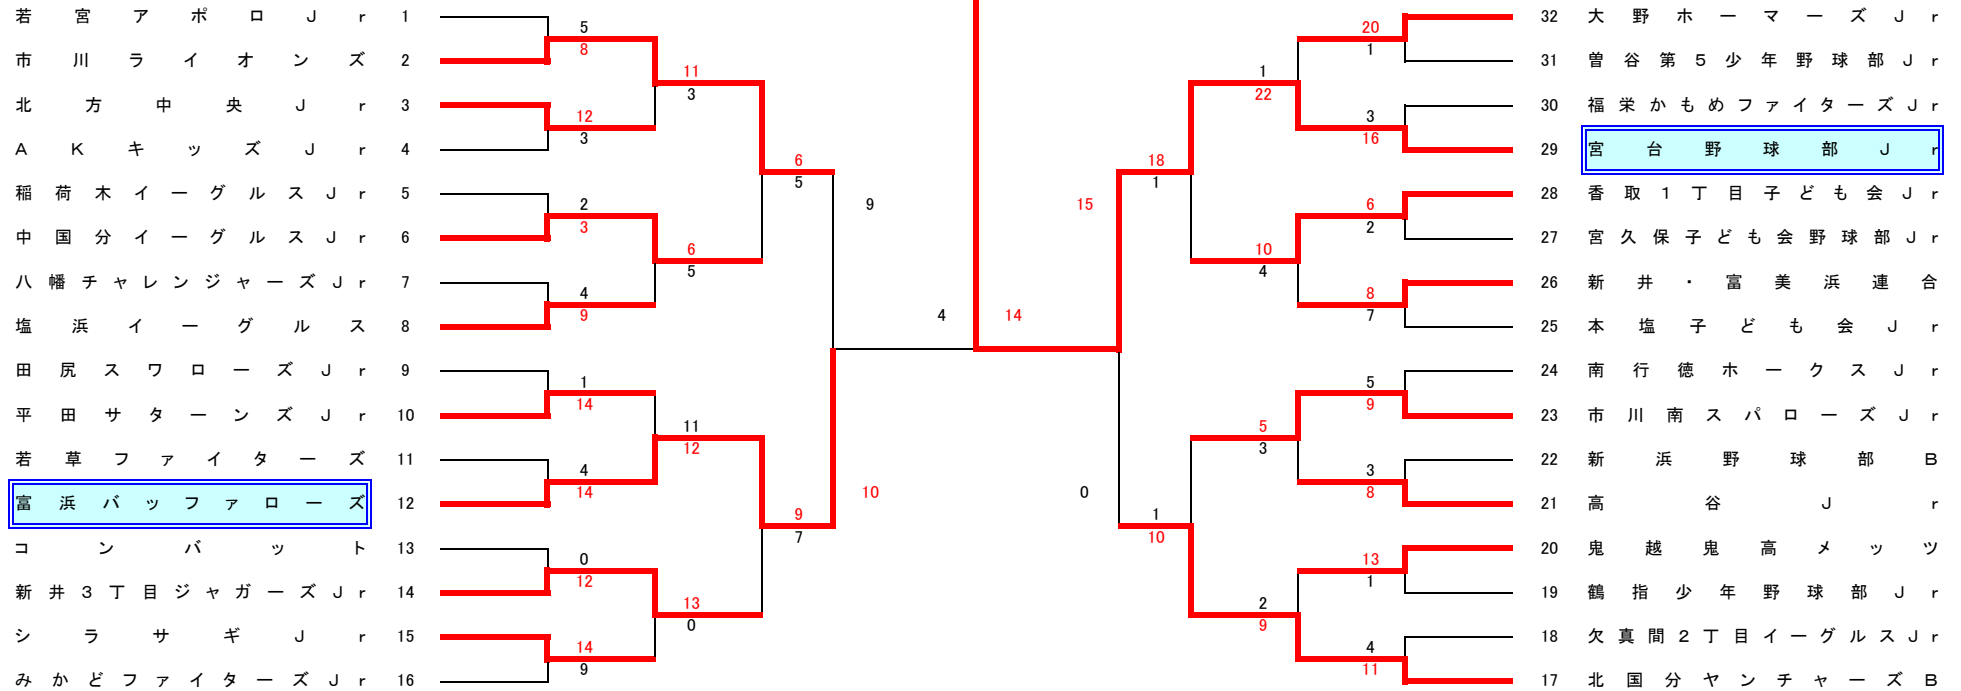 若宮アポロJr 1
市川ライオンズ 2
北方中央Jr 3
AKキッズJr 4
稲荷木イーグルスJr 5
中国分イーグルスJr 6
八幡チャレンジャーズJr 7
塩浜イーグルス 8
田尻スワローズJr 9
平田サターンズJr 10
若草ファイターズ 11
富浜バッファローズ 12
コンバット 13
新井3丁目ジャガーズJr 14
シラサギJr 15
みかどファイターズJr 16
5
8
12
3
2
3
4
9
1
14
4
14
0
12
14
9
11
3
6
5
11
12
13
0
6
5
9
7
9
10
4
14
15
0
18
1
1
10
1
22
10
4
5
3
2
9
20
1
3
16
6
2
8
7
5
9
3
8
13
1
4
11
32 大野ホーマーズJr
31 曽谷第5少年野球部Jr
30 福栄かもめファイターズJr
29 宮台野球部Jr
28 香取1丁目子ども会Jr
27 宮久保子ども会野球部Jr
26 新井・富美浜連合
25 本塩子ども会Jr
24 南行徳ホークスJr
23 市川南スパローズJr
22 新浜野球部B
21 高谷Jr
20 鬼越鬼高メッツ
19 鶴指少年野球部Jr
18 欠真間2丁目イーグルスJr
17 北国分ヤンチャーズB